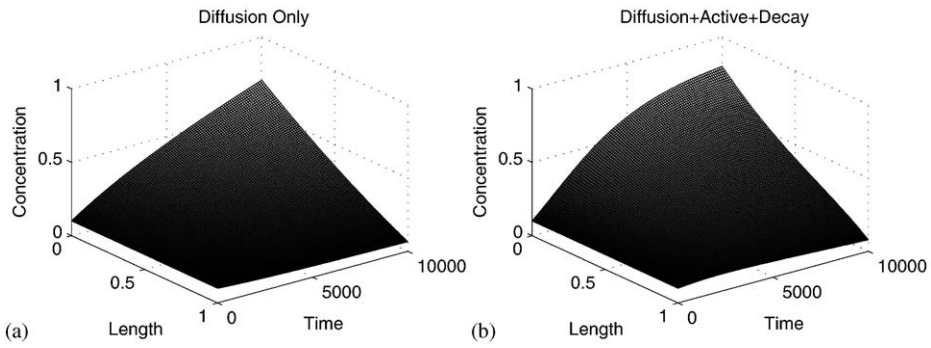 Diffusion Only
1
0.5
0
Concentration
0
0.5
1
Length
0
5000
10000
Time
(a)
Diffusion+Active+Decay
1
0.5
0
Concentration
0
0.5
1
Length
0
5000
10000
Time
(b)